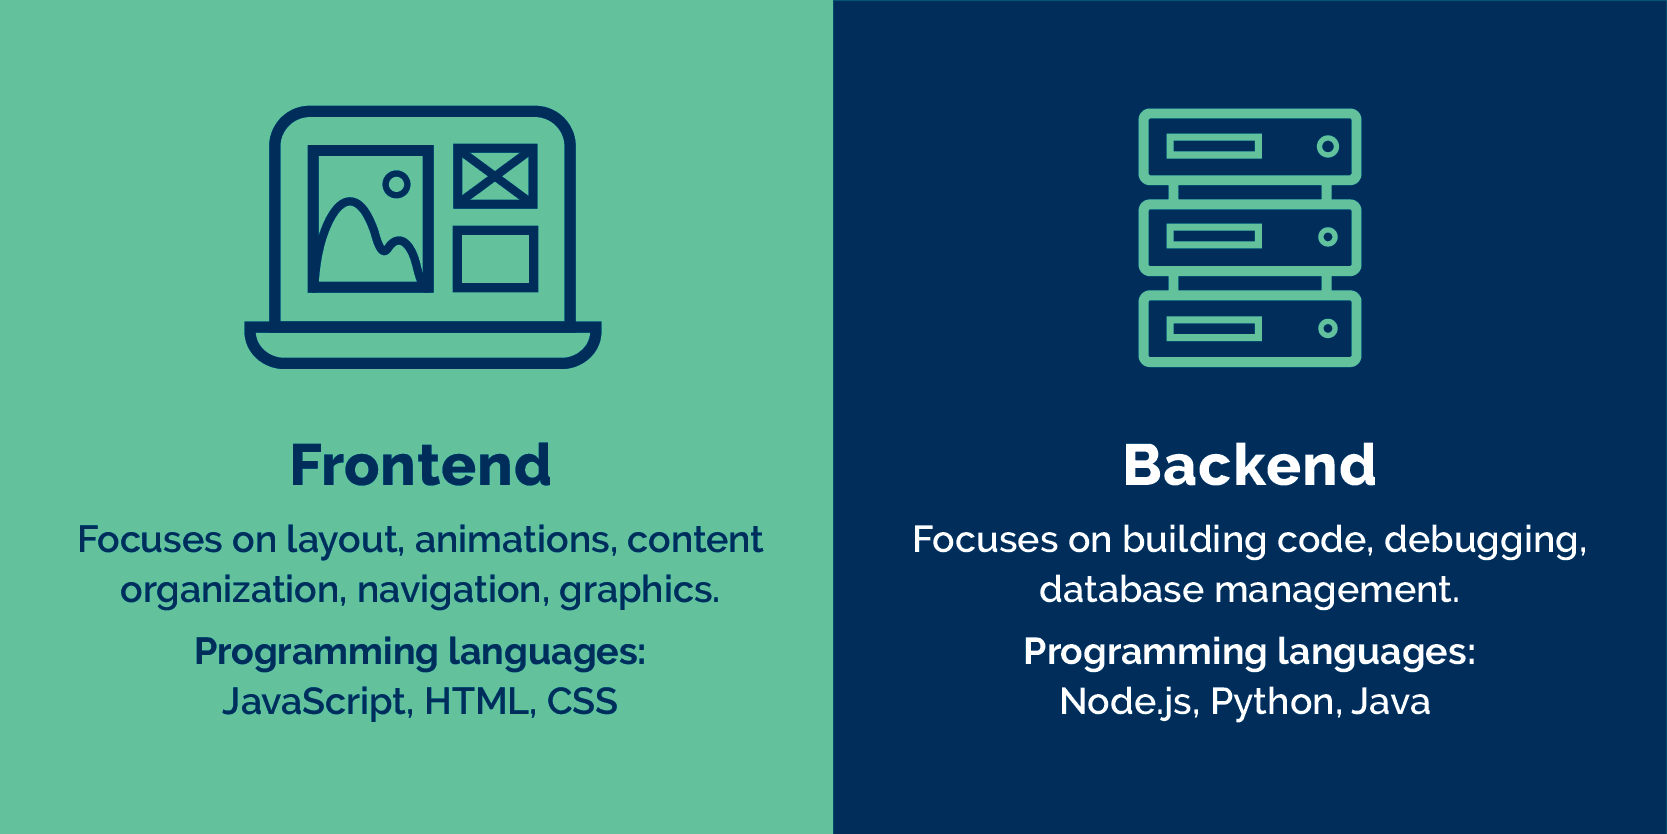 Frontend
Focuses on layout, animations, content
organization, navigation, graphics.
Programming languages:
JavaScript, HTML, CSS
Backend
Focuses on building code, debugging,
database management.
Programming languages:
Node.js, Python, Java